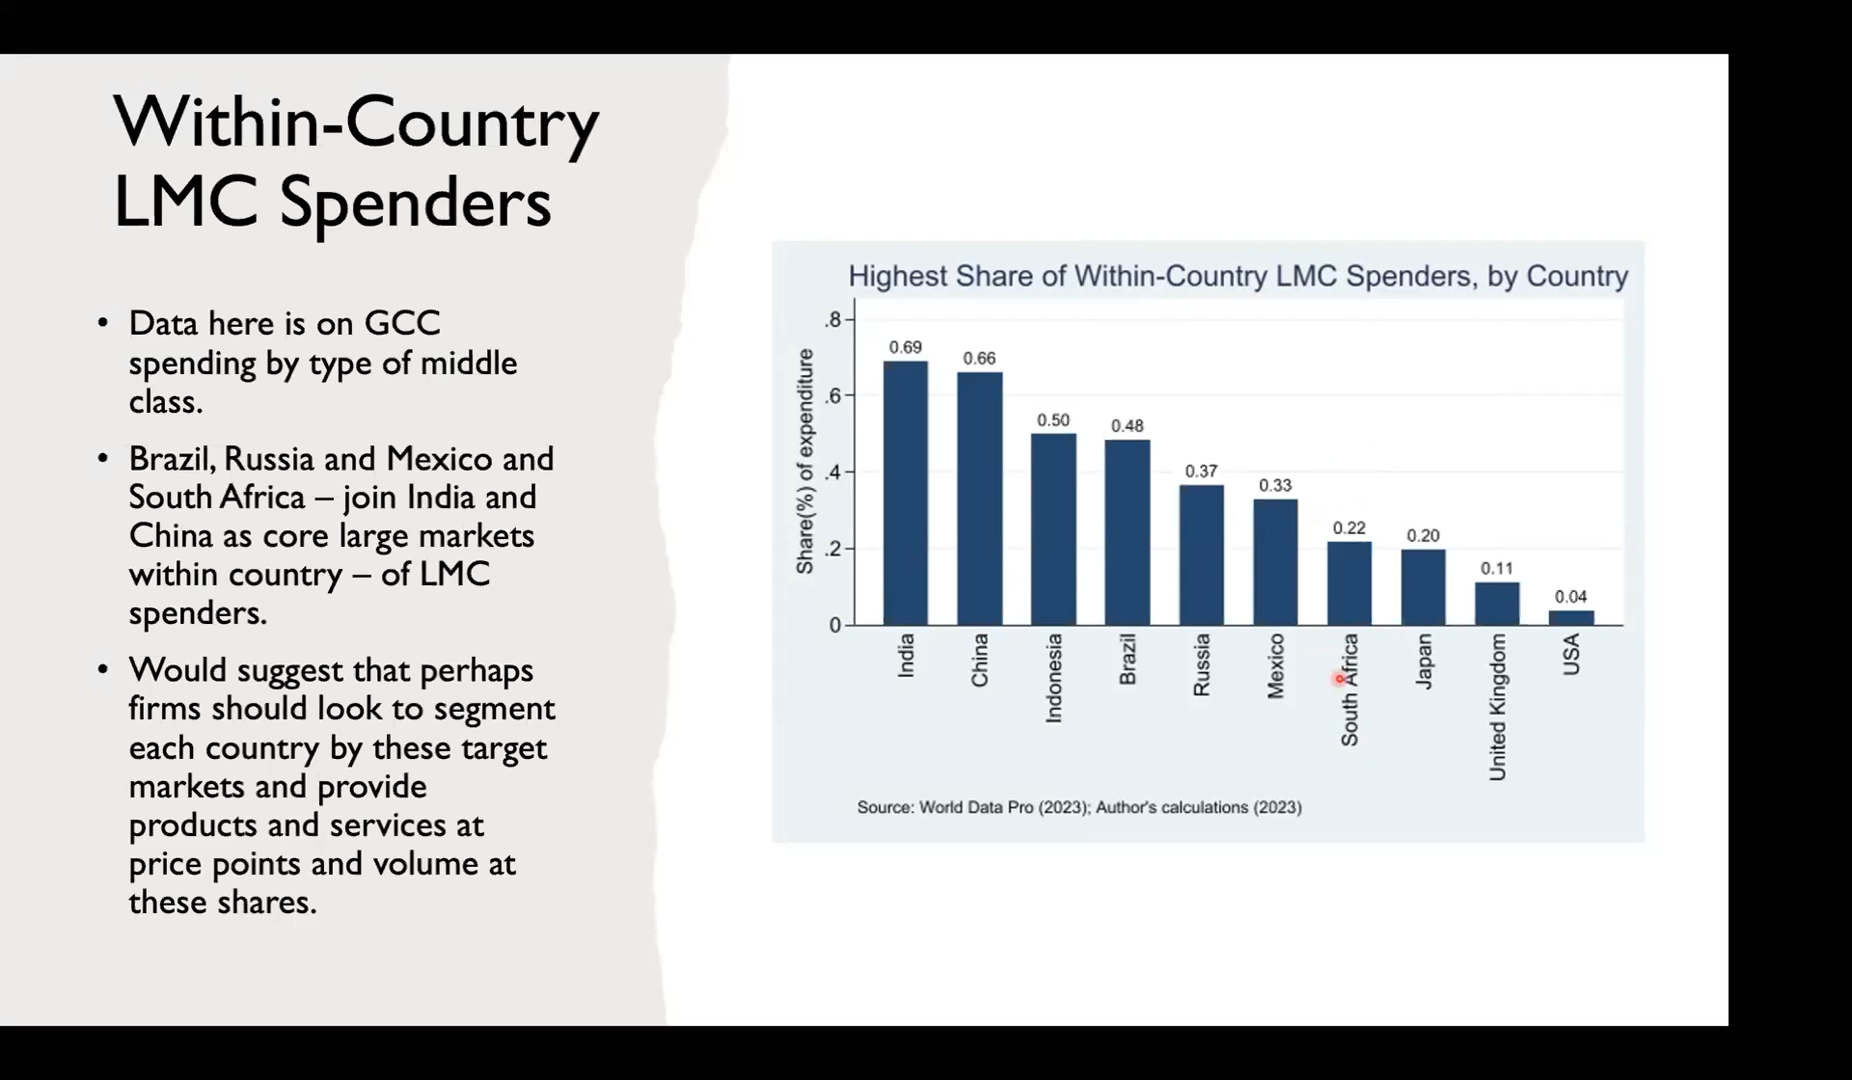 Within-Country
LMC Spenders
• Data here is on GCC
spending by type of middle
class.
• Brazil, Russia and Mexico and
South Africa – join India and
China as core large markets
within country – of LMC
spenders.
• Would suggest that perhaps
firms should look to segment
each country by these target
markets and provide
products and services at
price points and volume at
these shares.
Highest Share of Within-Country LMC Spenders, by Country
Share(%) of expenditure
.8
.6
.4
.2
0
0.69
0.66
0.50
0.48
0.37
0.33
0.22
0.20
0.11
0.04
India
China
Indonesia
Brazil
Russia
Mexico
South Africa
Japan
United Kingdom
USA
Source: World Data Pro (2023); Author's calculations (2023)